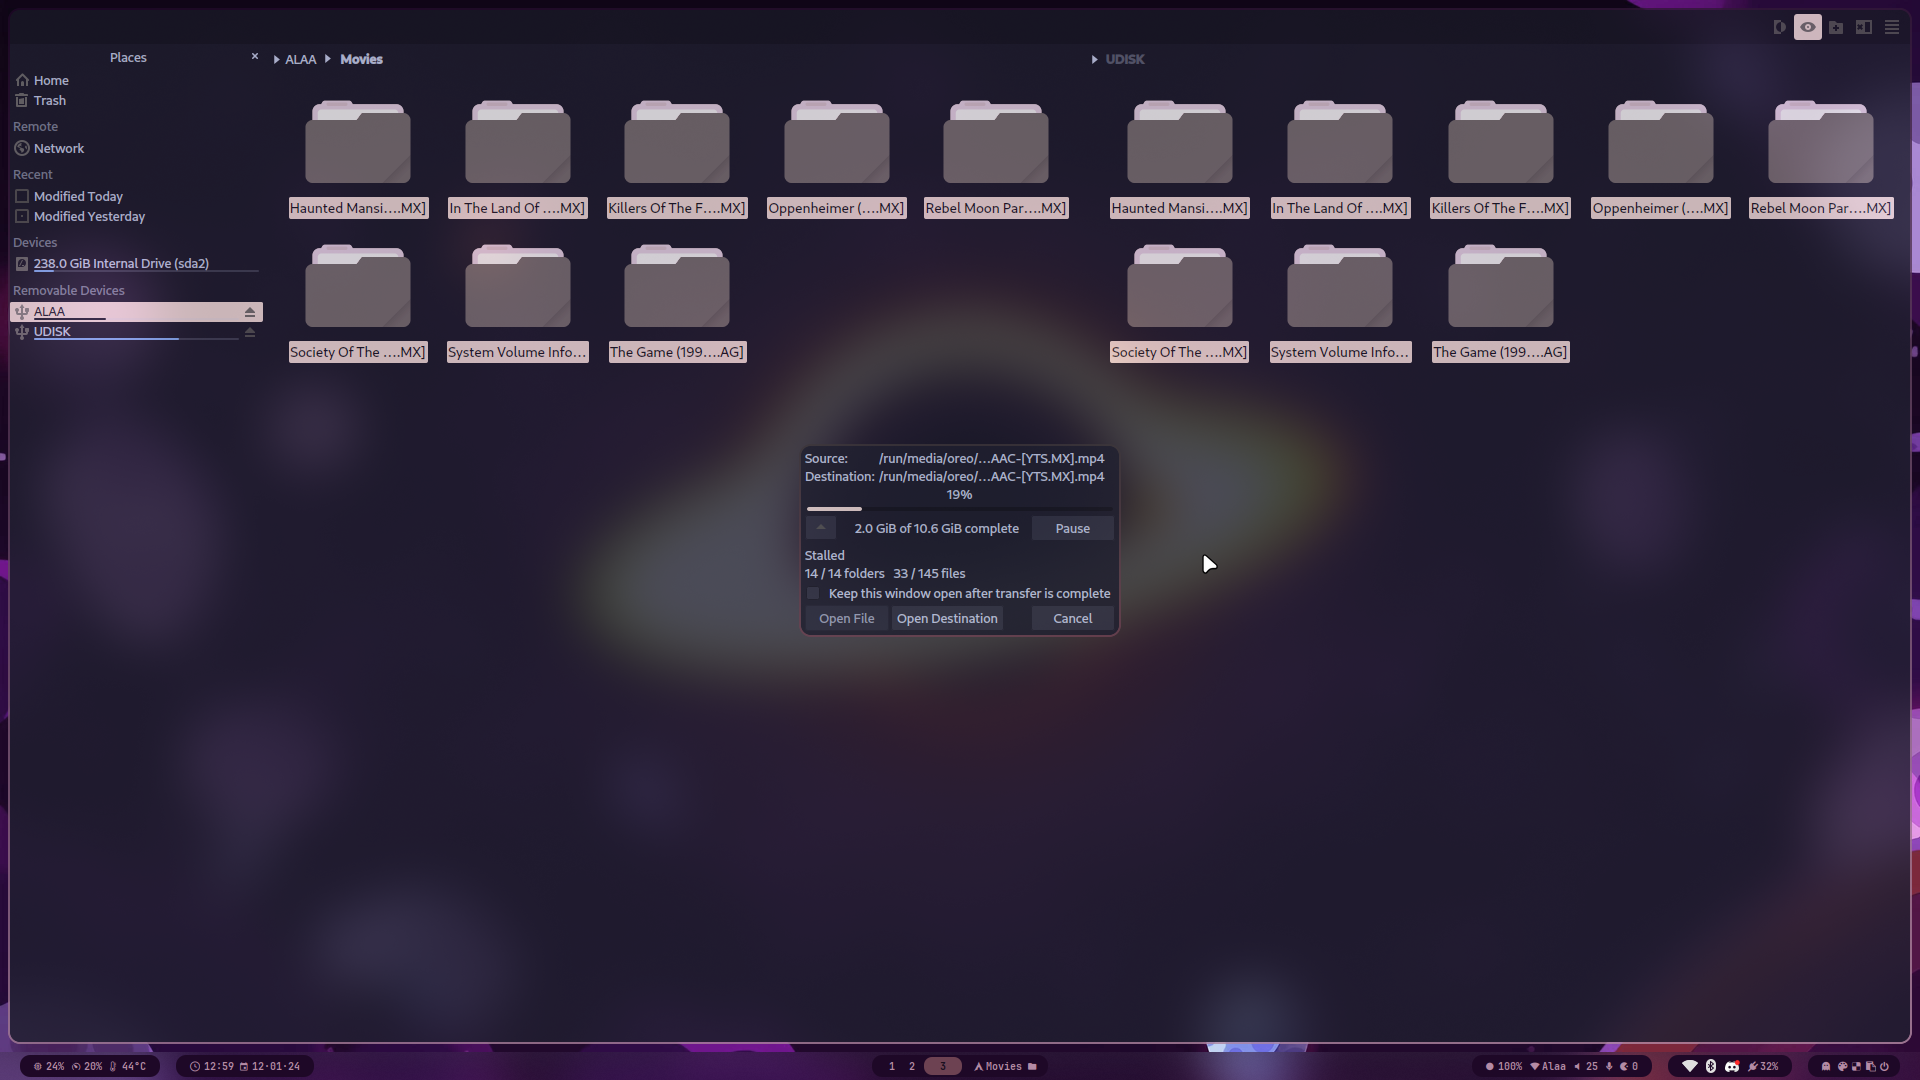 Places ×
Home
Trash
Remote
Network
Recent
Modified Today
Modified Yesterday
Devices
238.0 GiB Internal Drive (sda2)
Removable Devices
ALAA
UDISK
ALAA Movies
Haunted Mansi….MX] In The Land Of ….MX] Killers Of The F….MX] Oppenheimer (….MX] Rebel Moon Par….MX]
Society Of The ….MX] System Volume Info… The Game (199….AG]
UDISK
Haunted Mansi….MX] In The Land Of ….MX] Killers Of The F….MX] Oppenheimer (….MX] Rebel Moon Par….MX]
Society Of The ….MX] System Volume Info… The Game (199….AG]
Source: /run/media/oreo/…AAC-[YTS.MX].mp4
Destination: /run/media/oreo/…AAC-[YTS.MX].mp4
19%
2.0 GiB of 10.6 GiB complete Pause
Stalled
14 / 14 folders 33 / 145 files
Keep this window open after transfer is complete
Open File Open Destination Cancel
24% 20% 44°C 12:59 12·01·24 1 2 3 Movies 100% Alaa 25 0 32%